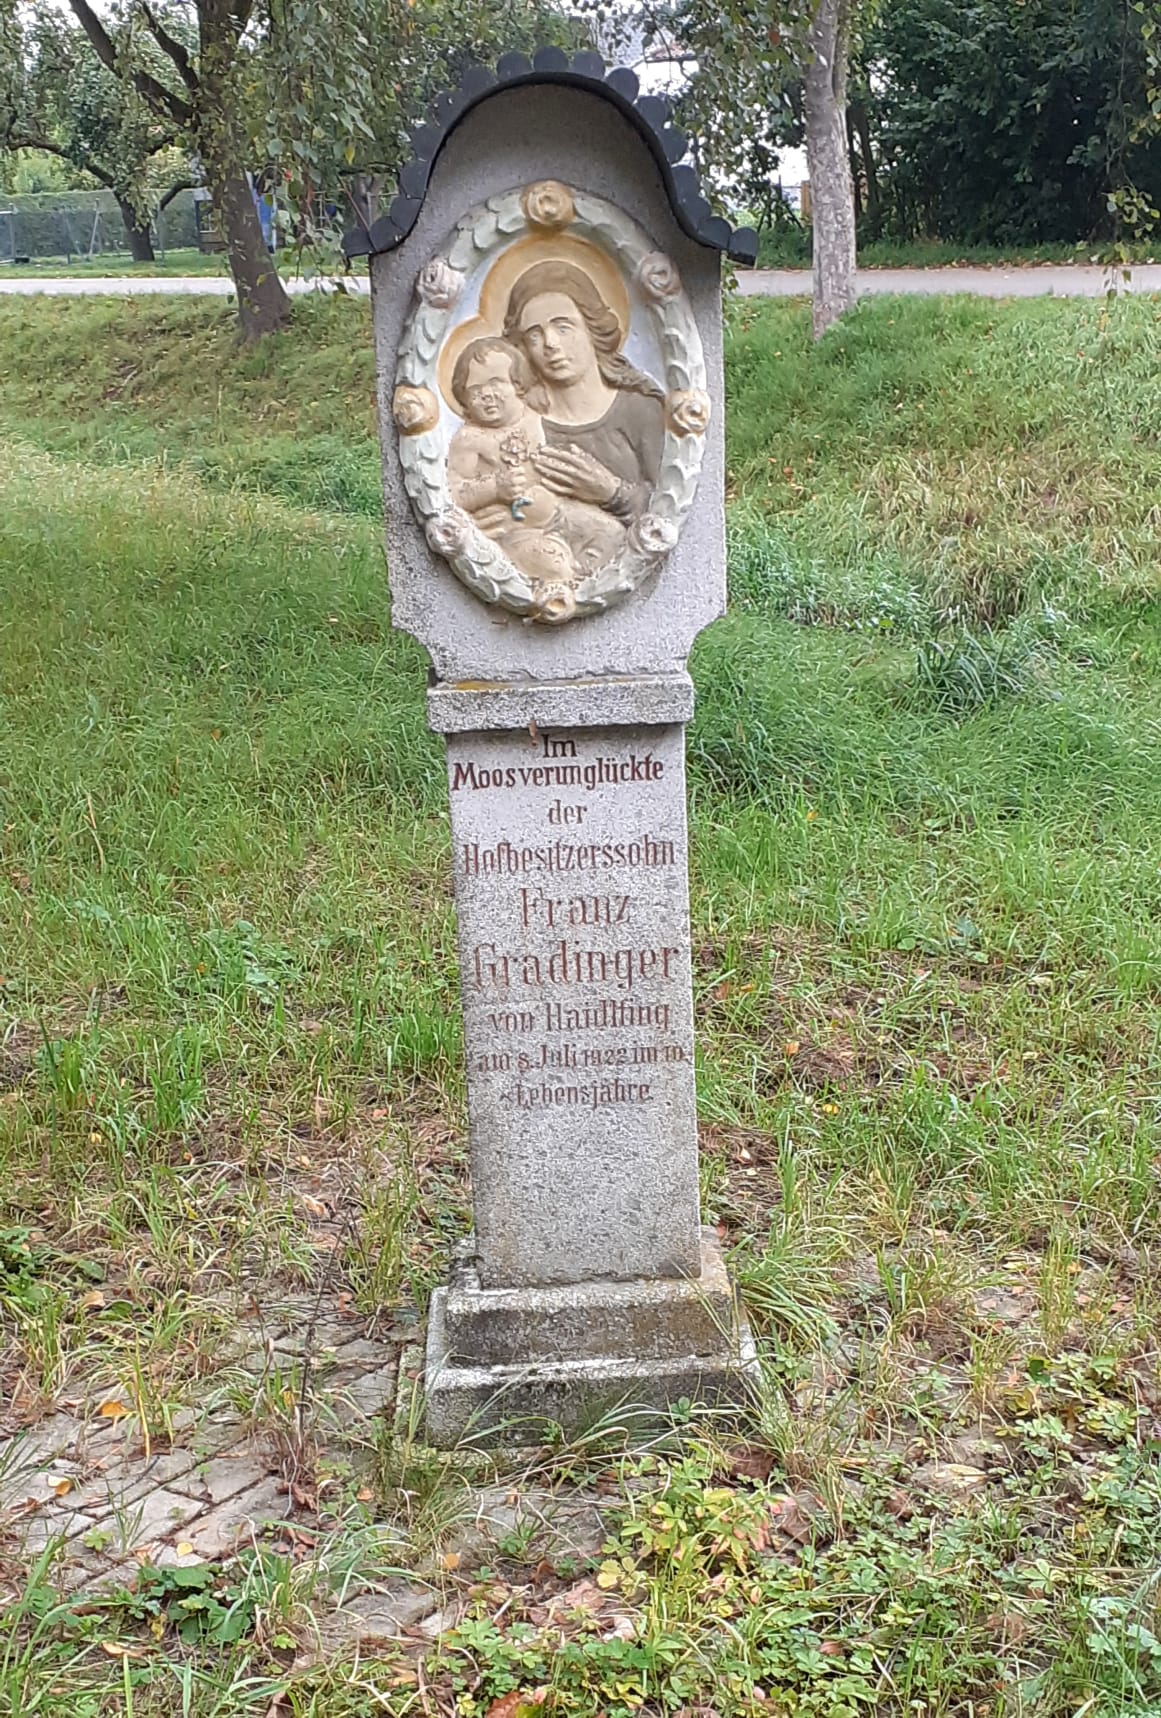 Im
Moosverunglückte
der
Hofbesitzerssohn
Franz
Gradinger
von Haidlfing
am 8. Juli 1922 im 10.
Lebensjahre.